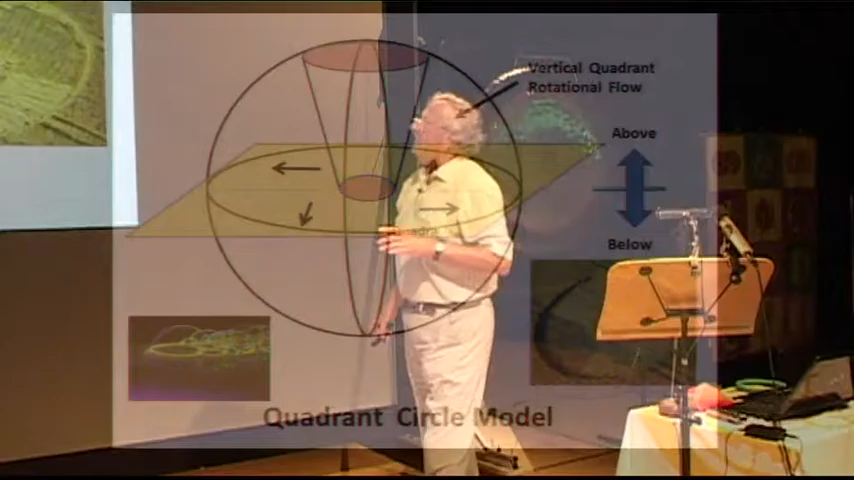 Vertical Quadrant
Rotational Flow
Above
Below
Quadrant Circle Model